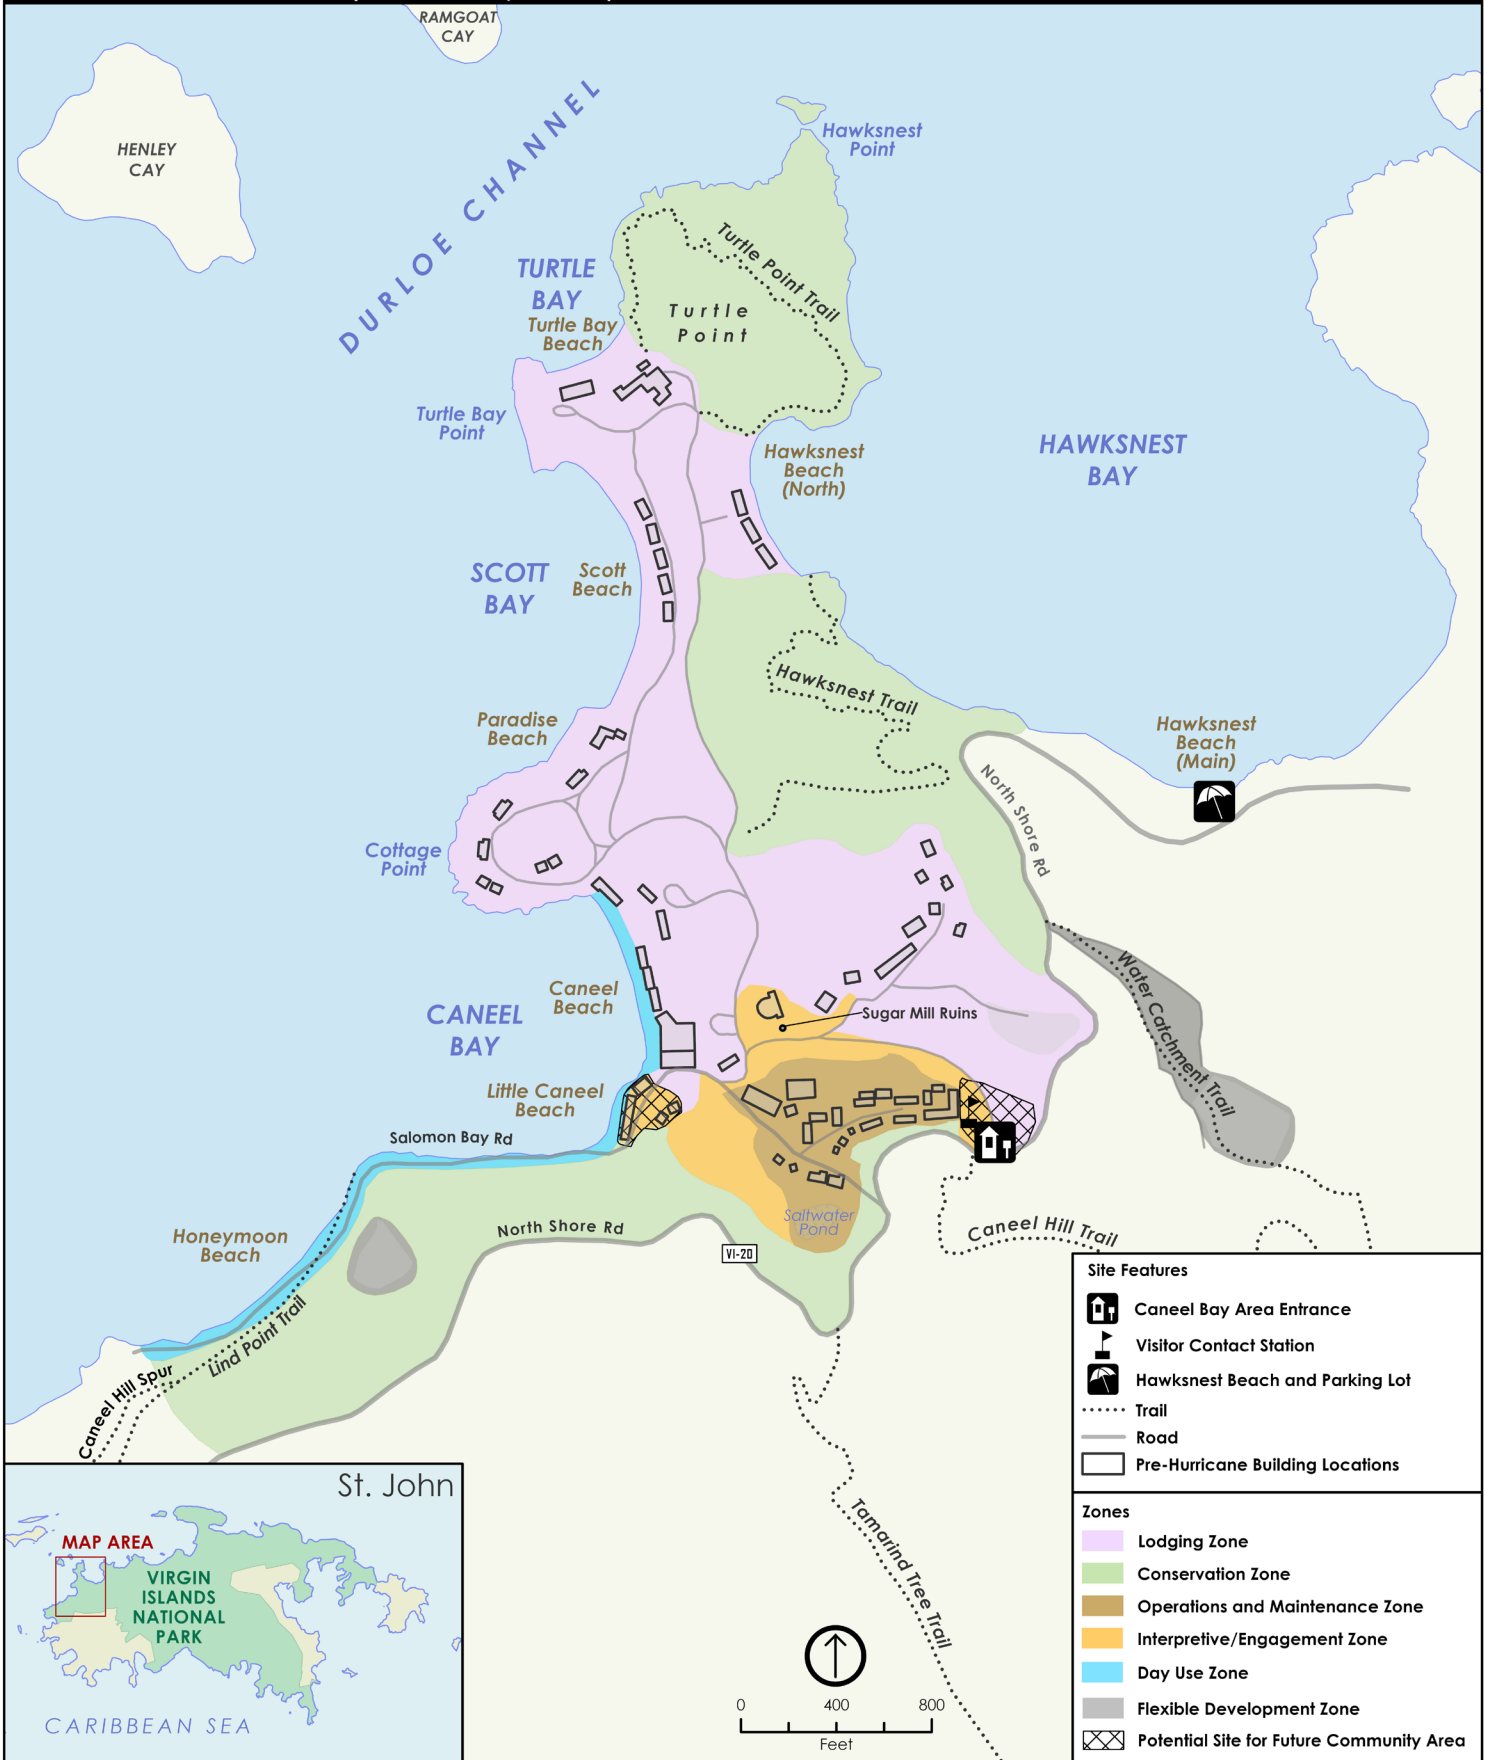 RAMGOAT
CAY
HENLEY
CAY
DURLOE CHANNEL
Hawksnest
Point
Turtle Point Trail
TURTLE
BAY
Turtle
Point
Turtle Bay
Beach
Turtle Bay
Point
HAWKSNEST
BAY
Hawksnest
Beach
(North)
SCOTT
BAY
Scott
Beach
Hawksnest Trail
Paradise
Beach
Hawksnest
Beach
(Main)
North Shore Rd
Cottage
Point
Water Catchment Trail
Caneel
Beach
CANEEL
BAY
Sugar Mill Ruins
Little Caneel
Beach
Salomon Bay Rd
Saltwater
Pond
Honeymoon
Beach
North Shore Rd
Caneel Hill Trail
VI-20
Lind Point Trail
Caneel Hill Spur
Tamarind Tree Trail
Site Features
Caneel Bay Area Entrance
Visitor Contact Station
Hawksnest Beach and Parking Lot
Trail
Road
Pre-Hurricane Building Locations
Zones
Lodging Zone
Conservation Zone
Operations and Maintenance Zone
Interpretive/Engagement Zone
Day Use Zone
Flexible Development Zone
Potential Site for Future Community Area
St. John
MAP AREA
VIRGIN
ISLANDS
NATIONAL
PARK
CARIBBEAN SEA
0 400 800
Feet